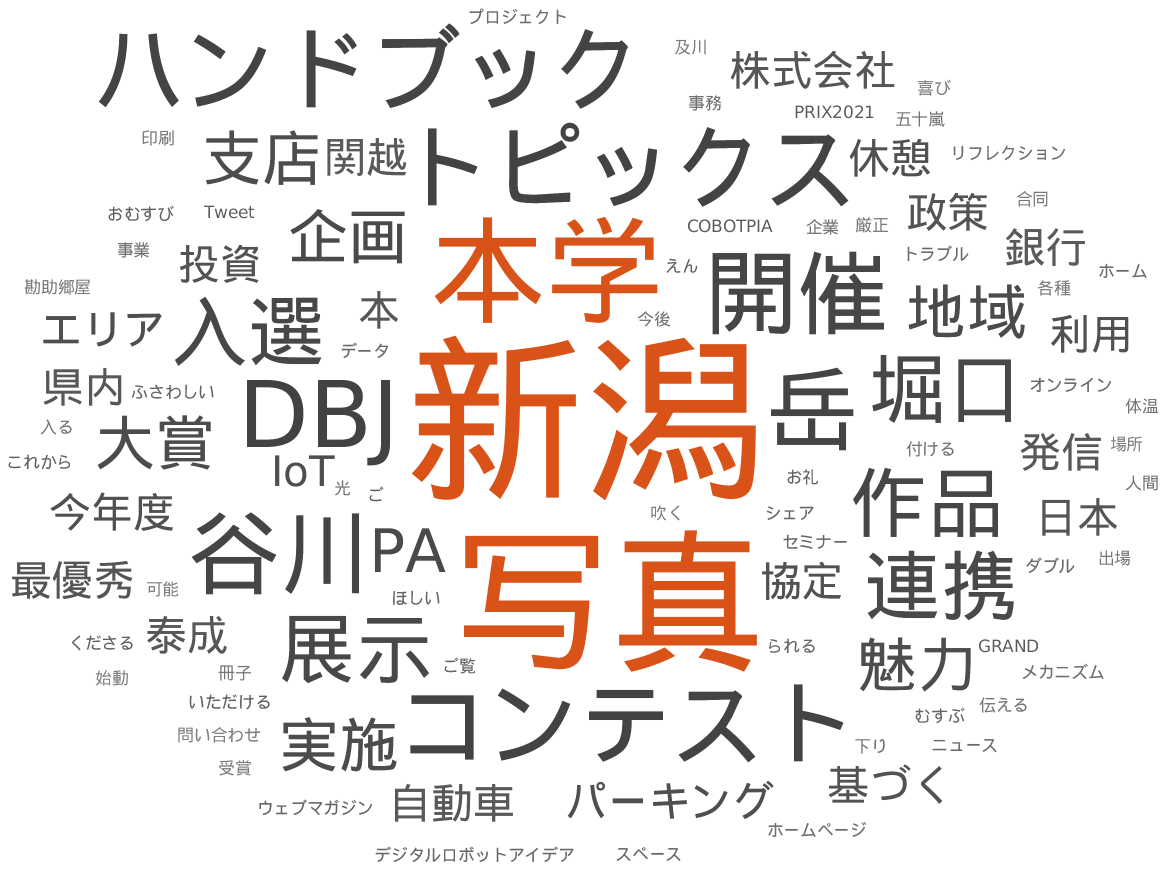 プロジェクト
ハンドブック
及川
株式会社
喜び
事務
PRIX2021
五十嵐
印刷
支店
関越
トピックス
休憩
リフレクション
おむすび
Tweet
企画
本学
COBOTPIA
企業
厳正
政策
合同
事業
投資
えん
開催
トラブル
銀行
ホーム
勘助郷屋
エリア
入選
本
今後
地域
各種
利用
データ
新潟
県内
ふさわしい
DBJ
岳
堀口
オンライン
体温
入る
大賞
これから
IoT
光
ご
お礼
付ける
発信
場所
人間
今年度
谷川
PA
吹く
シェア
作品
日本
セミナー
写真
最優秀
可能
ほしい
協定
連携
ダブル
出場
くださる
泰成
展示
ご覧
られる
魅力
GRAND
メカニズム
始動
冊子
いただける
むすぶ
伝える
問い合わせ
実施
コンテスト
下り
ニュース
受賞
ウェブマガジン
自動車
パーキング
基づく
ホームページ
デジタルロボットアイデア
スペース